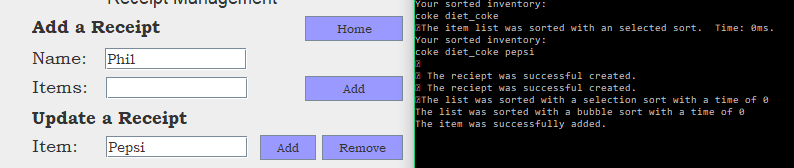 Receipt Management
Add a Receipt
Home
Name:
Phil
Items:
Add
Update a Receipt
Item:
Pepsi
Add
Remove
Your sorted inventory:
coke diet_coke
The item list was sorted with an selected sort.  Time: 0ms.
Your sorted inventory:
coke diet_coke pepsi
The reciept was successful created.
The reciept was successful created.
The list was sorted with a selection sort with a time of 0
The list was sorted with a bubble sort with a time of 0
The item was successfully added.